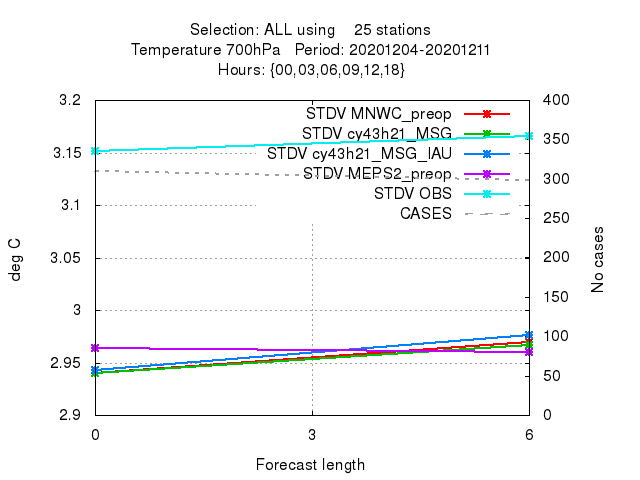 Selection: ALL using    25 stations
Temperature 700hPa   Period: 20201204-20201211
Hours: {00,03,06,09,12,18}
3.2
3.15
3.1
3.05
3
2.95
2.9
deg C
400
350
300
250
200
150
100
50
0
No cases
STDV MNWC_preop
STDV cy43h21_MSG
STDV cy43h21_MSG_IAU
STDV MEPS2_preop
STDV OBS
CASES
0
3
6
Forecast length